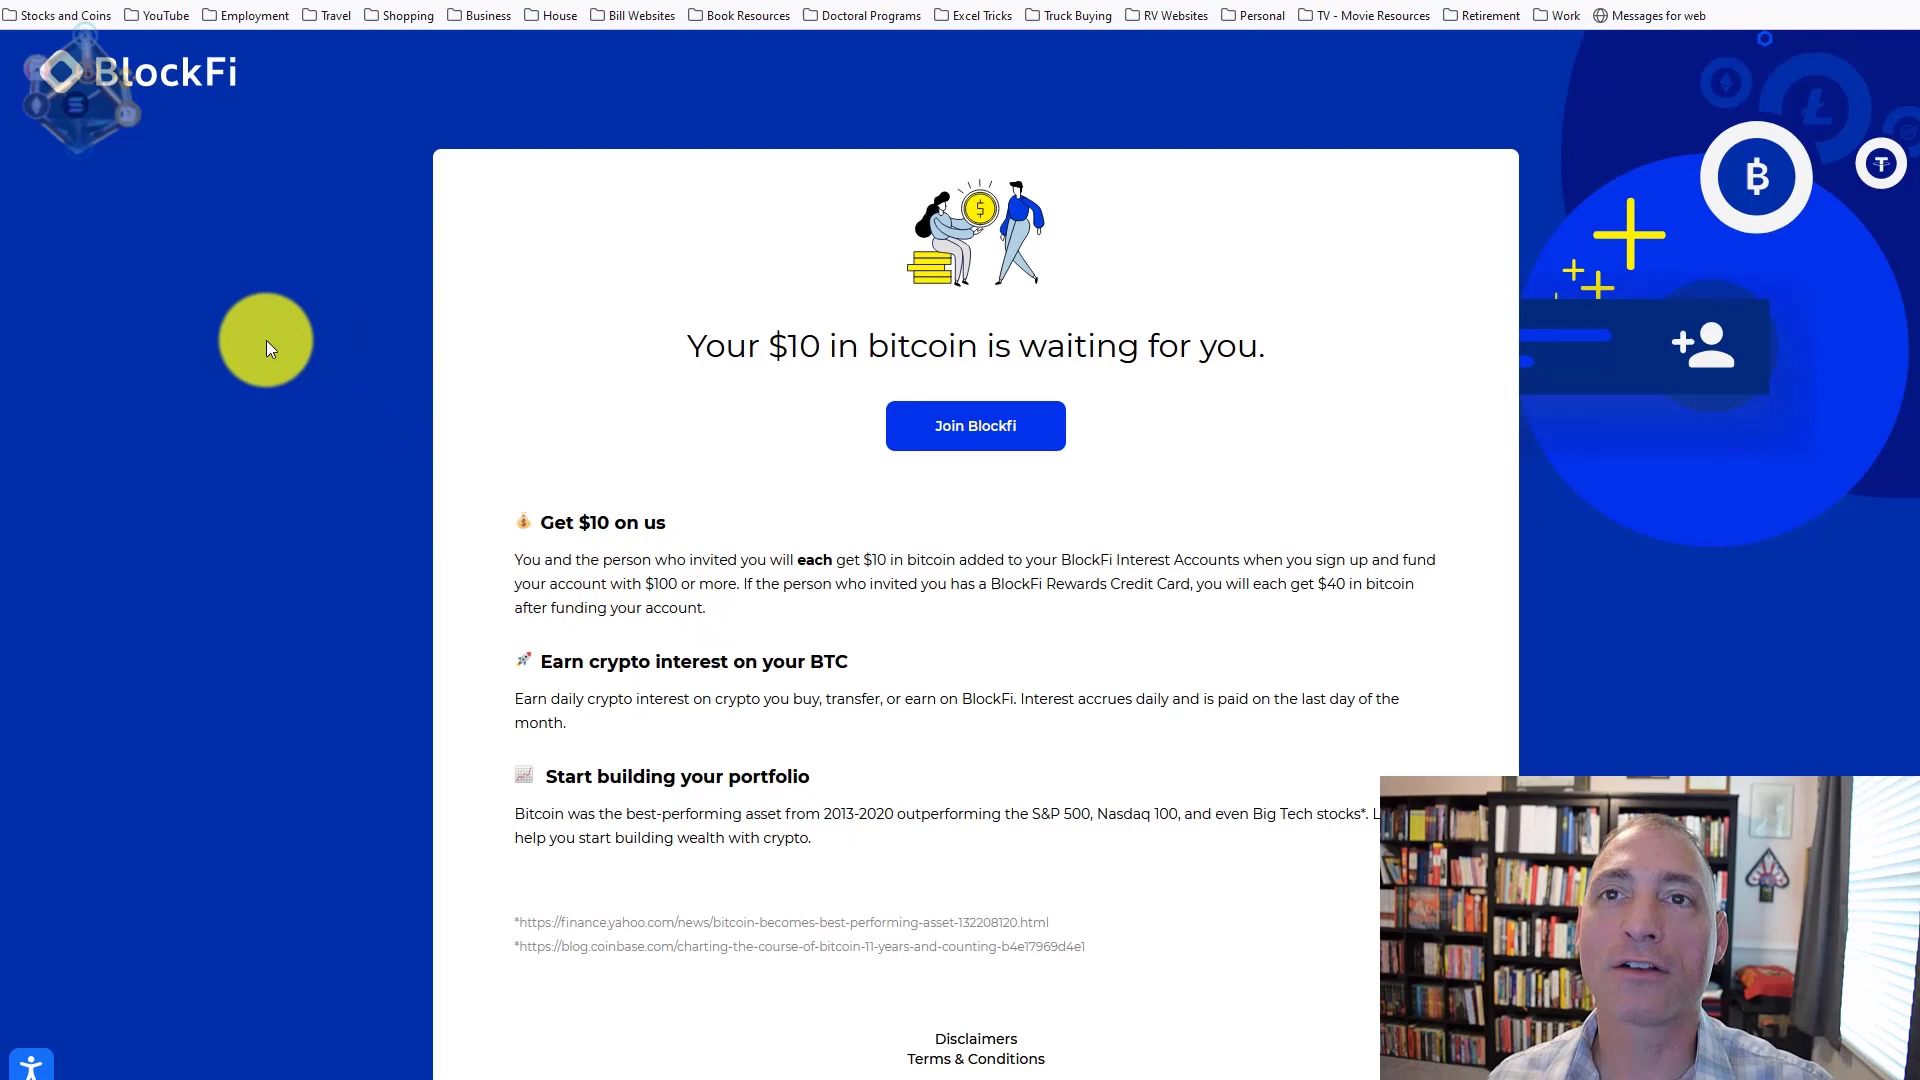 Stocks and Coins YouTube Employment Travel Shopping Business House Bill Websites Book Resources Doctoral Programs Excel Tricks Truck Buying RV Websites Personal TV - Movie Resources Retirement Work Messages for web
BlockFi
Your $10 in bitcoin is waiting for you.
Join Blockfi
Get $10 on us
You and the person who invited you will each get $10 in bitcoin added to your BlockFi Interest Accounts when you sign up and fund
your account with $100 or more. If the person who invited you has a BlockFi Rewards Credit Card, you will each get $40 in bitcoin
after funding your account.
Earn crypto interest on your BTC
Earn daily crypto interest on crypto you buy, transfer, or earn on BlockFi. Interest accrues daily and is paid on the last day of the
month.
Start building your portfolio
Bitcoin was the best-performing asset from 2013-2020 outperforming the S&P 500, Nasdaq 100, and even Big Tech stocks*.
help you start building wealth with crypto.
*https://finance.yahoo.com/news/bitcoin-becomes-best-performing-asset-132208120.html
*https://blog.coinbase.com/charting-the-course-of-bitcoin-11-years-and-counting-b4e17969d4e1
Disclaimers
Terms & Conditions